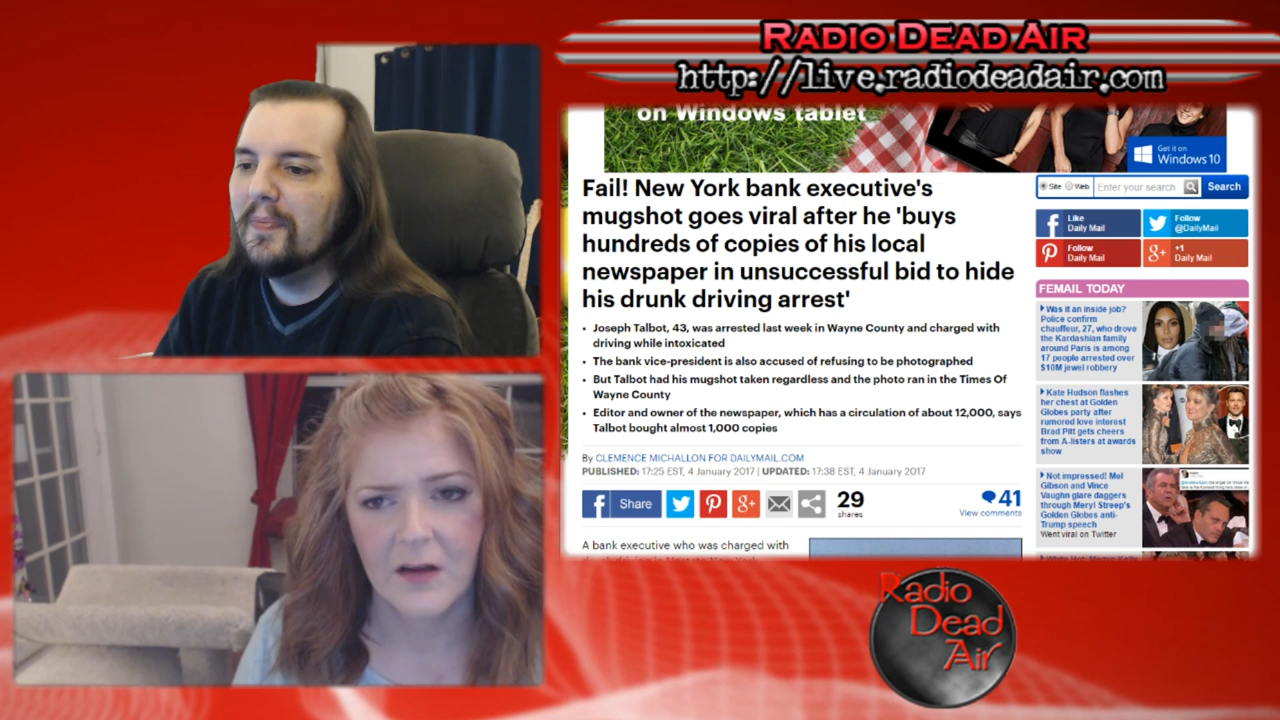 RADIO DEAD AIR
http://live.radiodeadair.com
on Windows tablet
Get it on
Windows 10
Fail! New York bank executive's
mugshot goes viral after he 'buys
hundreds of copies of his local
newspaper in unsuccessful bid to hide
his drunk driving arrest'
• Joseph Talbot, 43, was arrested last week in Wayne County and charged with
driving while intoxicated
• The bank vice-president is also accused of refusing to be photographed
• But Talbot had his mugshot taken regardless and the photo ran in the Times Of
Wayne County
• Editor and owner of the newspaper, which has a circulation of about 12,000, says
Talbot bought almost 1,000 copies
By CLEMENCE MICHALLON FOR DAILYMAIL.COM
PUBLISHED: 17:25 EST, 4 January 2017 | UPDATED: 17:38 EST, 4 January 2017
Share
29
shares
41
View comments
A bank executive who was charged with
Site Web Enter your search Search
Like
Daily Mail
Follow
@DailyMail
Follow
Daily Mail
+1
Daily Mail
FEMAIL TODAY
Was it an inside job?
Police confirm
chauffeur, 27, who drove
the Kardashian family
around Paris is among
17 people arrested over
$10M jewel robbery
Kate Hudson flashes
her chest at Golden
Globes party after
rumored love interest
Brad Pitt gets cheers
from A-listers at awards
show
Not impressed! Mel
Gibson and Vince
Vaughn glare daggers
through Meryl Streep's
Golden Globes anti-
Trump speech
Went viral on Twitter
Radio
Dead
Air